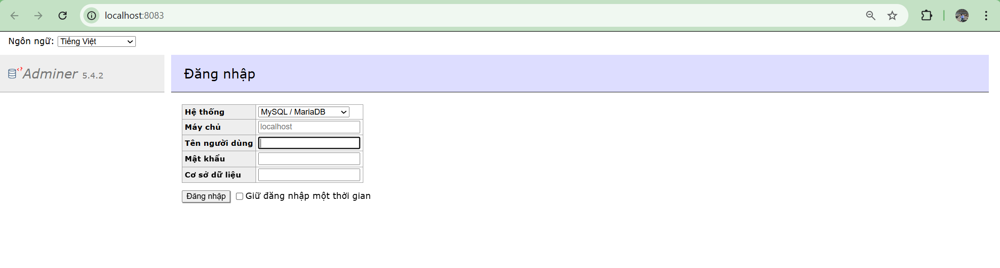 localhost:8083
Ngôn ngữ: Tiếng Việt
Adminer 5.4.2
Đăng nhập
Hệ thống MySQL / MariaDB
Máy chủ localhost
Tên người dùng
Mật khẩu
Cơ sở dữ liệu
Đăng nhập Giữ đăng nhập một thời gian